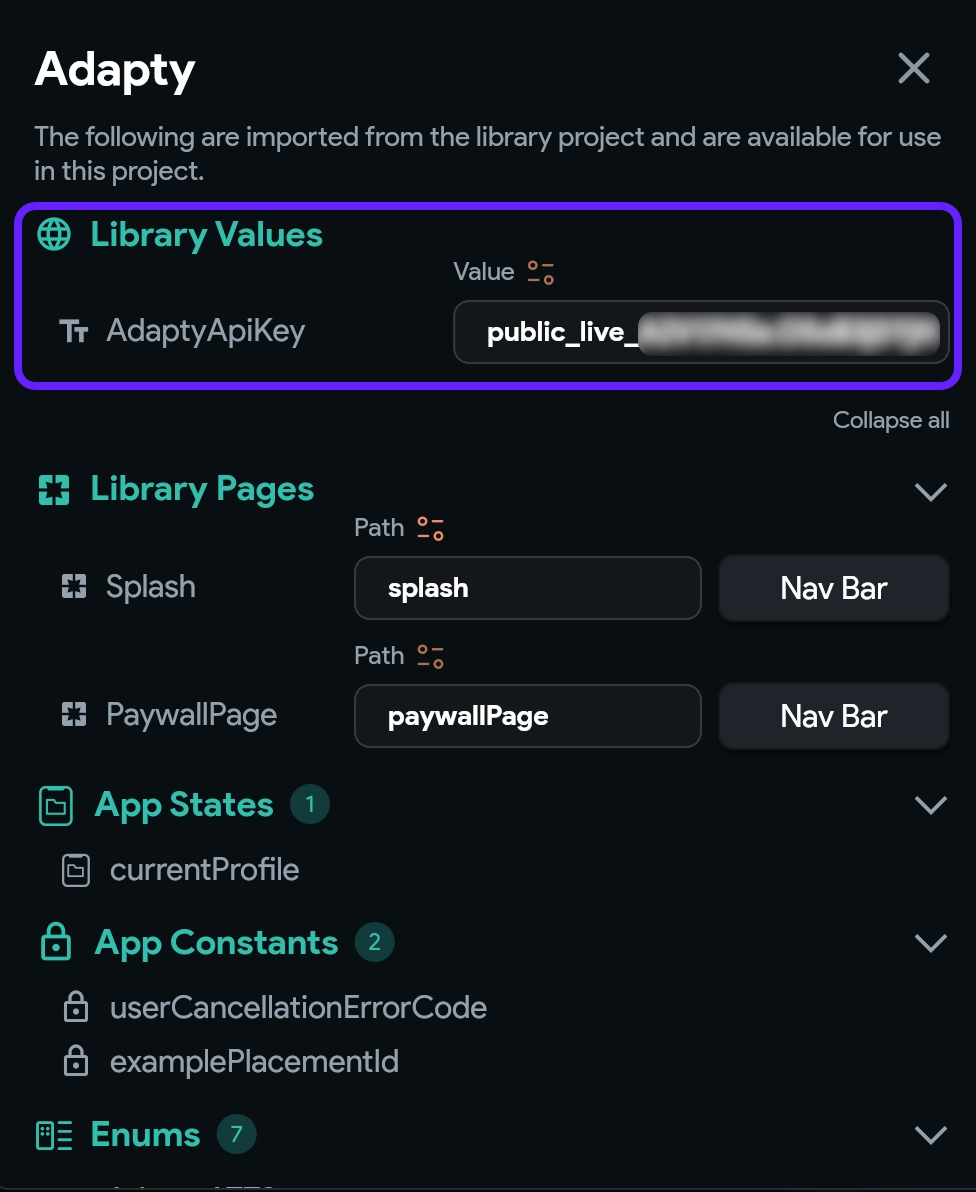 Adapty
The following are imported from the library project and are available for use
in this project.
Library Values
Value
AdaptyApiKey
public_live_
Collapse all
Library Pages
Path
Splash
splash
Nav Bar
Path
PaywallPage
paywallPage
Nav Bar
App States 1
currentProfile
App Constants 2
userCancellationErrorCode
examplePlacementId
Enums 7